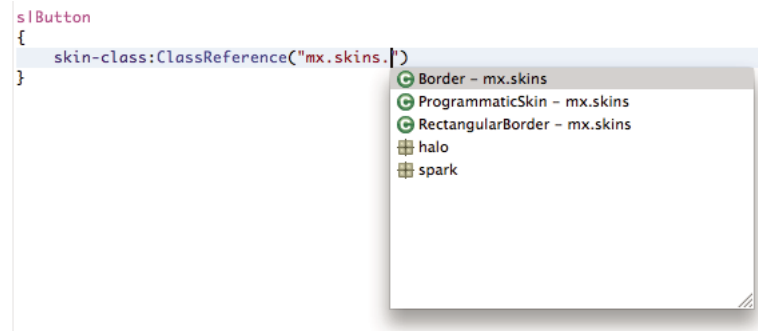 s|Button
{
skin-class:ClassReference("mx.skins.")
}
Border – mx.skins
ProgrammaticSkin – mx.skins
RectangularBorder – mx.skins
halo
spark